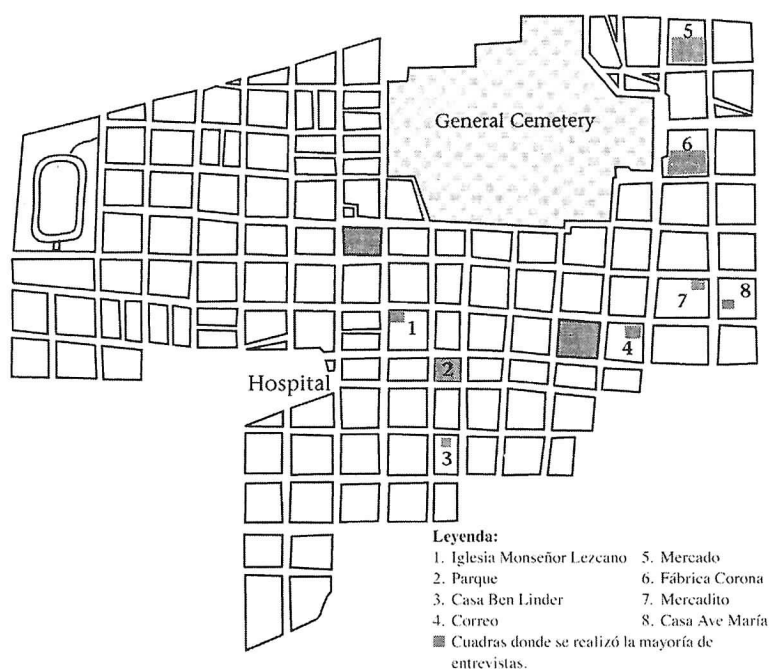 5
General Cemetery
6
7
8
1
4
2
Hospital
3
Leyenda:
1. Iglesia Monseñor Lezcano
2. Parque
3. Casa Ben Linder
4. Correo
5. Mercado
6. Fábrica Corona
7. Mercadito
8. Casa Ave María
Cuadras donde se realizó la mayoría de
entrevistas.